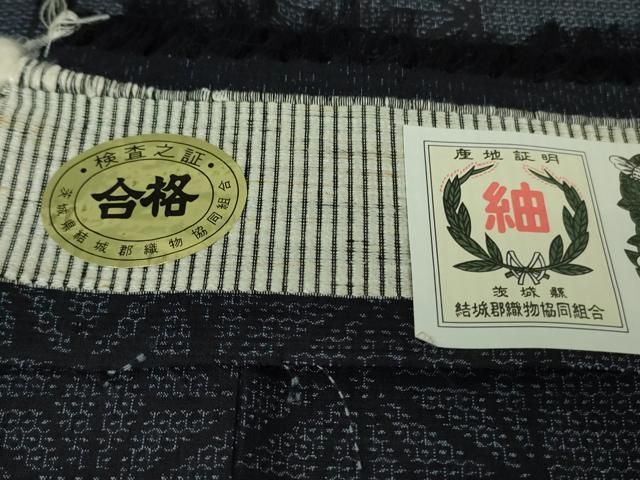 ・検査之証・
合格
茨城県結城郡織物協同組合
産地証明
紬
茨城縣
結城郡織物協同組合